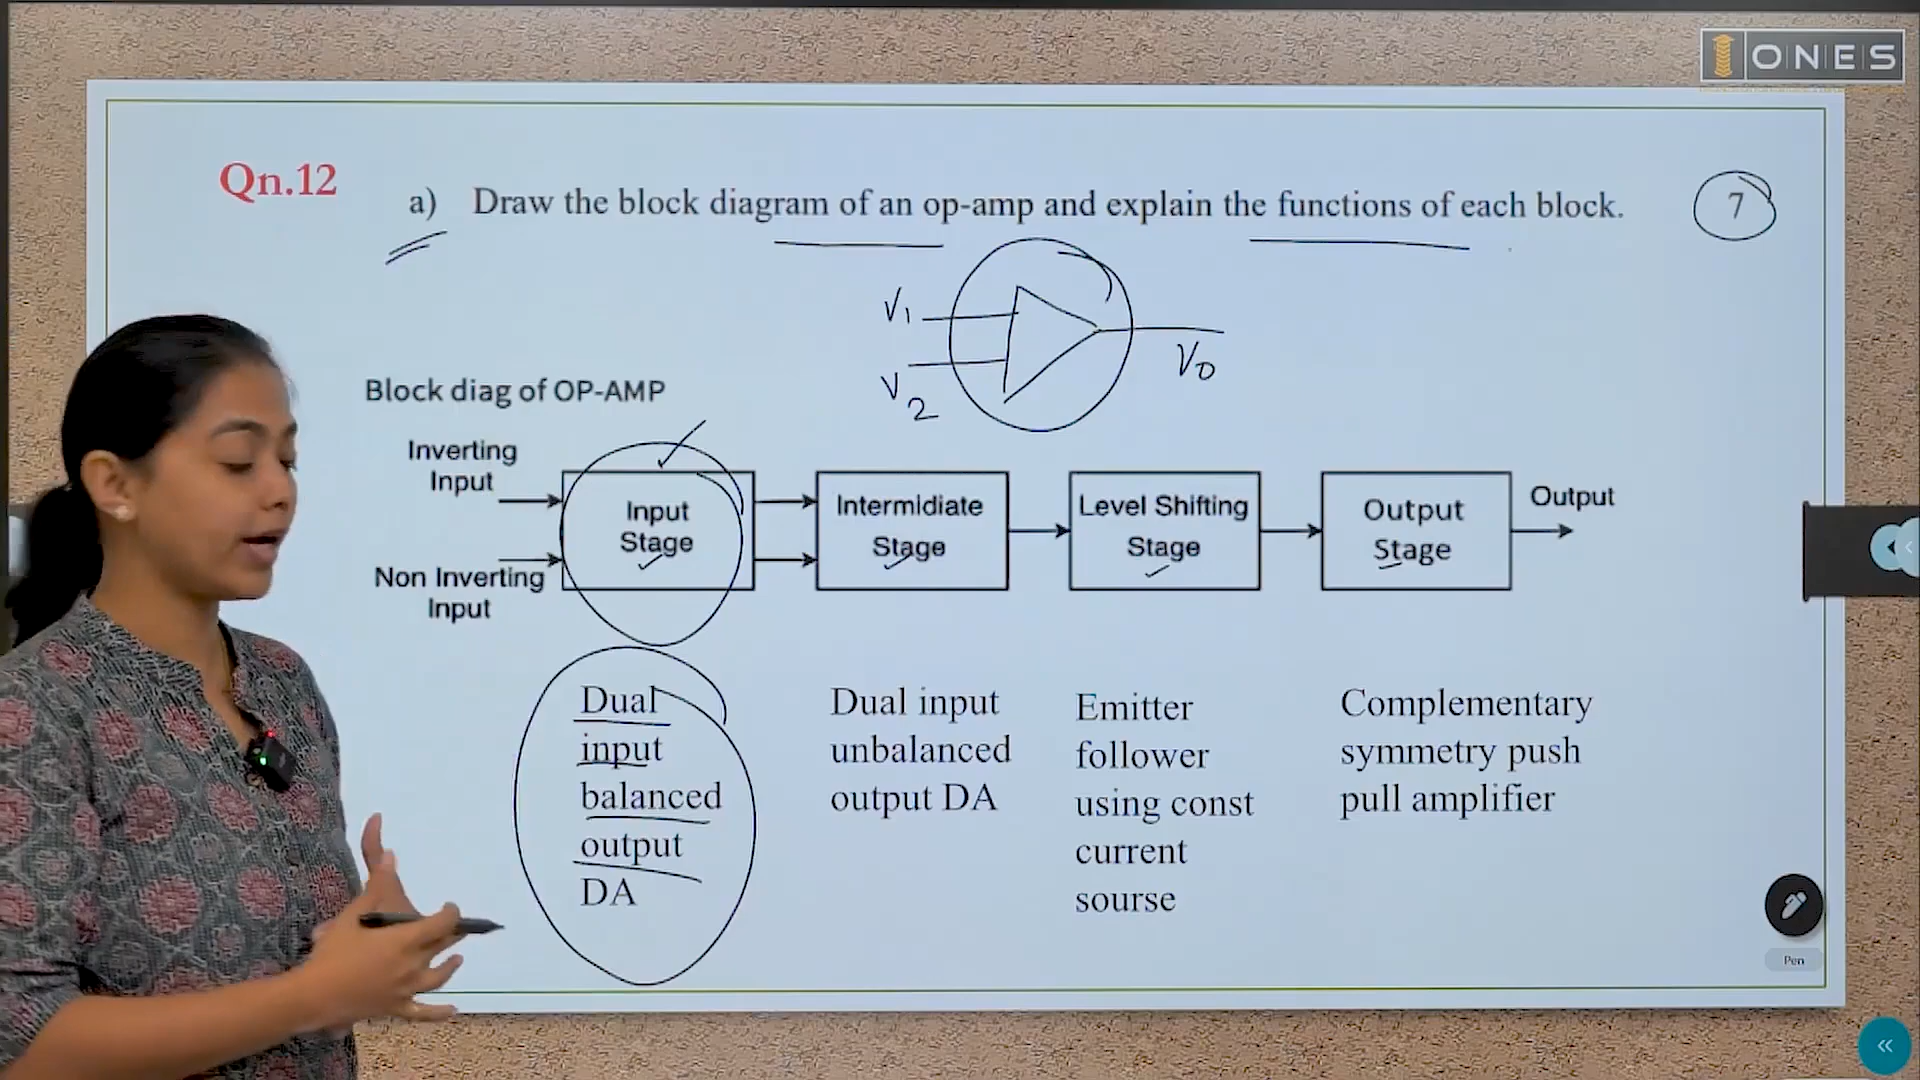 ONES
Qn.12
a) Draw the block diagram of an op-amp and explain the functions of each block. 7
V1
V2
V0
Block diag of OP-AMP
Inverting
Input
Non Inverting
Input
Input
Stage
Intermidiate
Stage
Level Shifting
Stage
Output
Stage
Output
Dual
input
balanced
output
DA
Dual input
unbalanced
output DA
Emitter
follower
using const
current
sourse
Complementary
symmetry push
pull amplifier
Pen